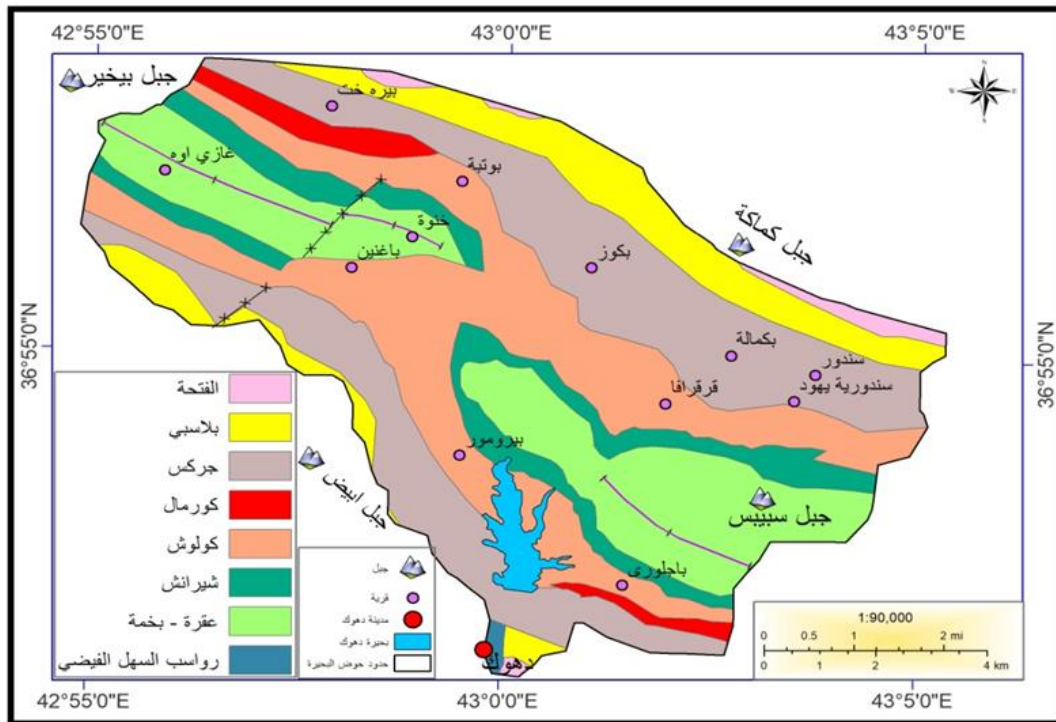 42°55'0"E
43°0'0"E
43°5'0"E
جبل بيخير
بيره خت
غازي اوه
بوتية
خنوة
باغنين
بكوز
جبل كماكة
36°55'0"N
36°55'0"N
بكمالة
سندور
سندورية يهود
قرقرافا
بيرومور
جبل ابيض
جبل سبيبس
باجلورى
دهوك
الفتحة
بلاسبي
جركس
كورمال
كولوش
شيرانش
عقرة - بخمة
رواسب السهل الفيضي
جبل
قرية
مدينة دهوك
بحيرة دهوك
حدود حوض البحيرة
1:90,000
0 0.5 1 2 mi
0 1 2 4 km
42°55'0"E
43°0'0"E
43°5'0"E